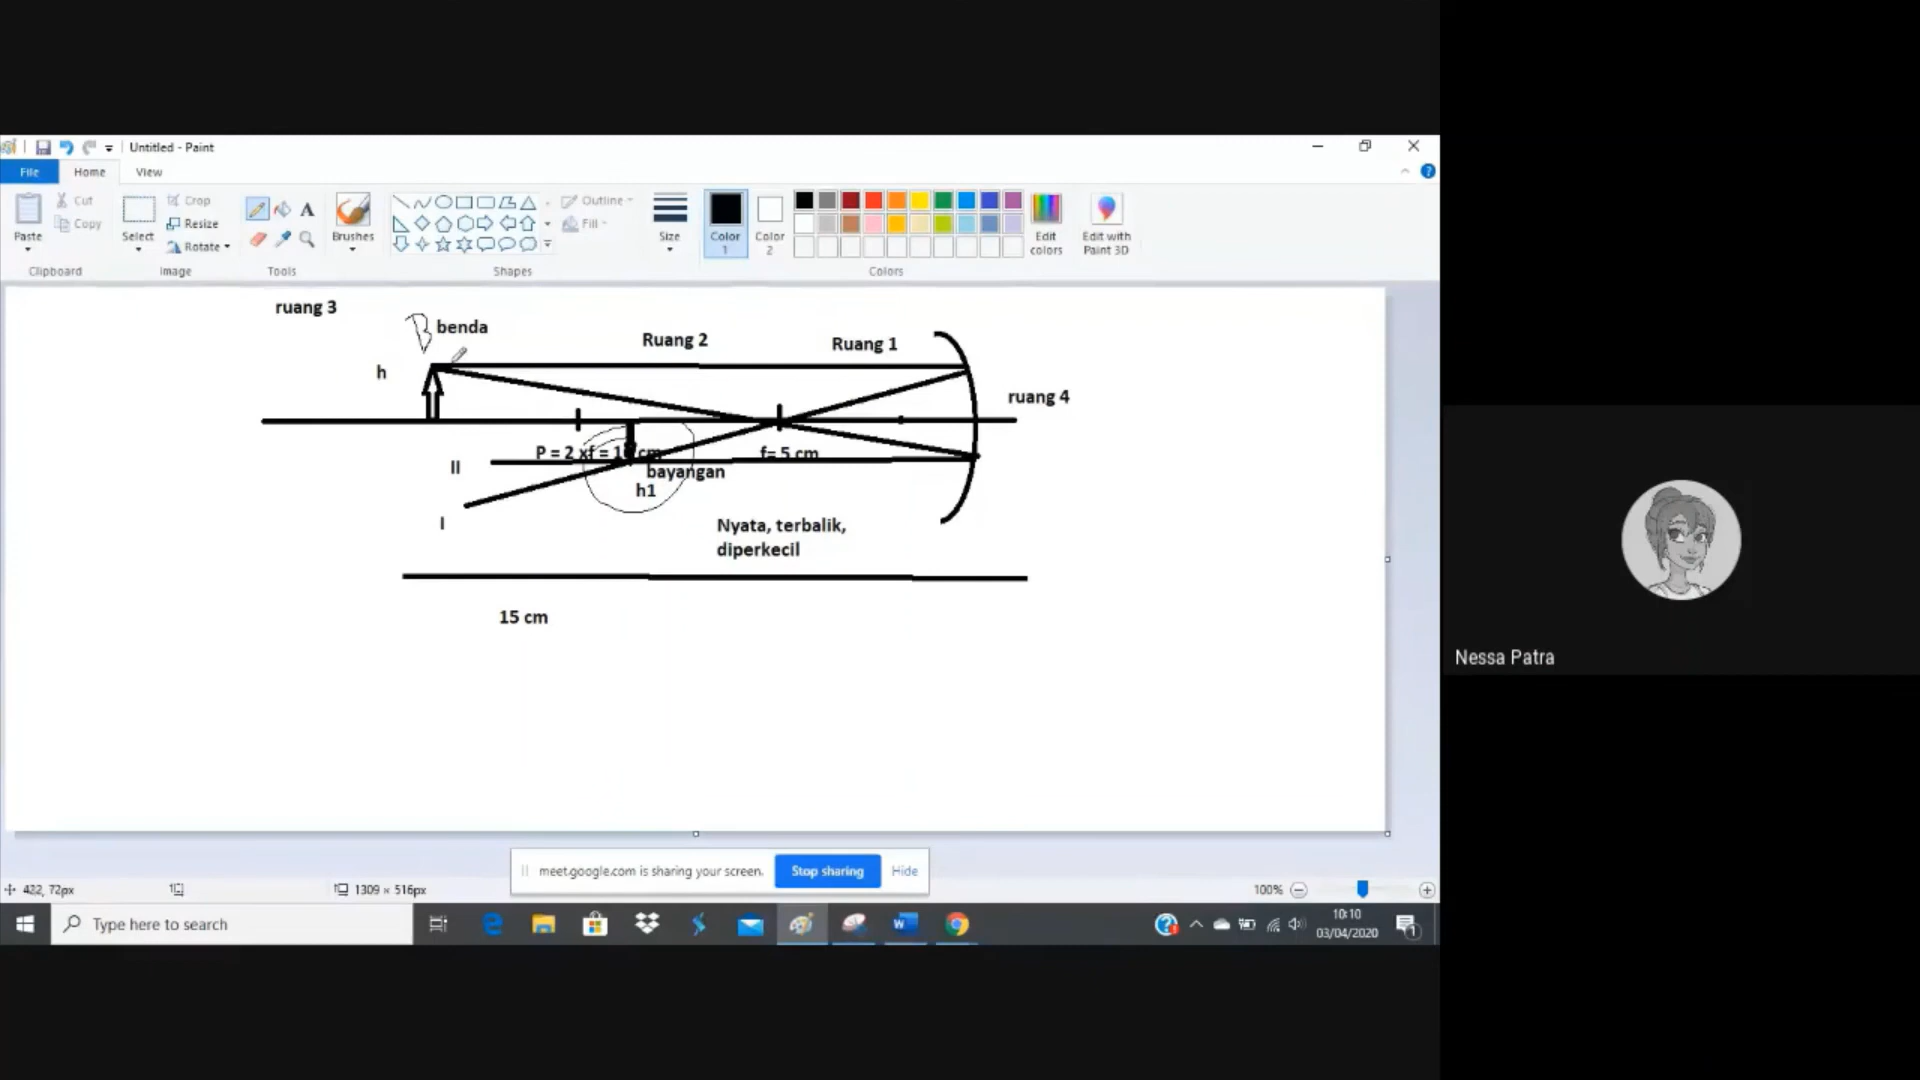 Untitled - Paint
File Home View
Cut
Copy
Paste
Clipboard
Select
Crop
Resize
Rotate
Image
A
Tools
Brushes
Outline
Fill
Shapes
Size
Color 1
Color 2
Edit colors
Edit with Paint 3D
Colors
ruang 3
B benda
Ruang 2
Ruang 1
h
ruang 4
P = 2 xf = cm
f= 5 cm
II
bayangan
h1
I
Nyata, terbalik,
diperkecil
15 cm
Nessa Patra
meet.google.com is sharing your screen.
Stop sharing
Hide
422, 72px
1309 × 516px
100%
Type here to search
10:10
03/04/2020
1